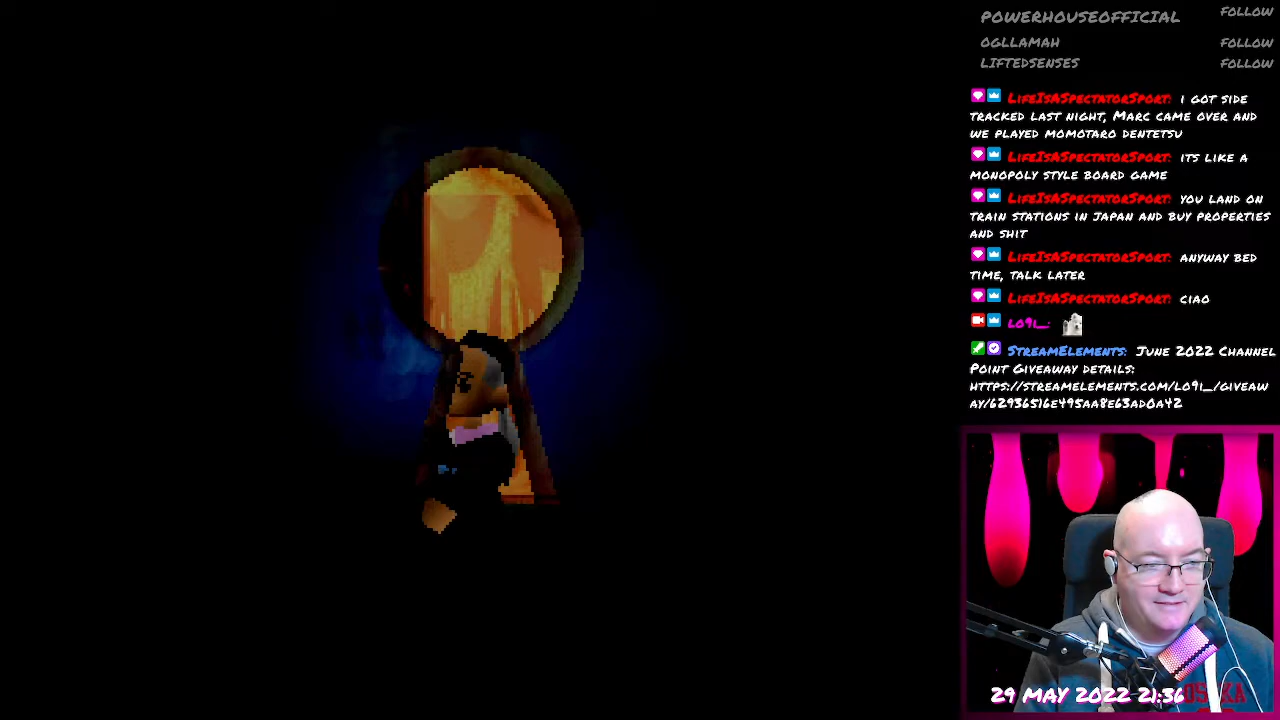 POWERHOUSEOFFICIAL FOLLOW
OGLLAMAH FOLLOW
LIFTEDSENSES FOLLOW
LifeIsASpectatorSport: i got side
tracked last night, Marc came over and
we played momotaro dentetsu
LifeIsASpectatorSport: its like a
monopoly style board game
LifeIsASpectatorSport: you land on
train stations in japan and buy properties
and shit
LifeIsASpectatorSport: anyway bed
time, talk later
LifeIsASpectatorSport: ciao
lo9i_:
StreamElements: June 2022 Channel
Point Giveaway details:
https://streamelements.com/lo9i_/giveaw
ay/62936516e495aa8e63ad0a42
29 MAY 2022 21:36